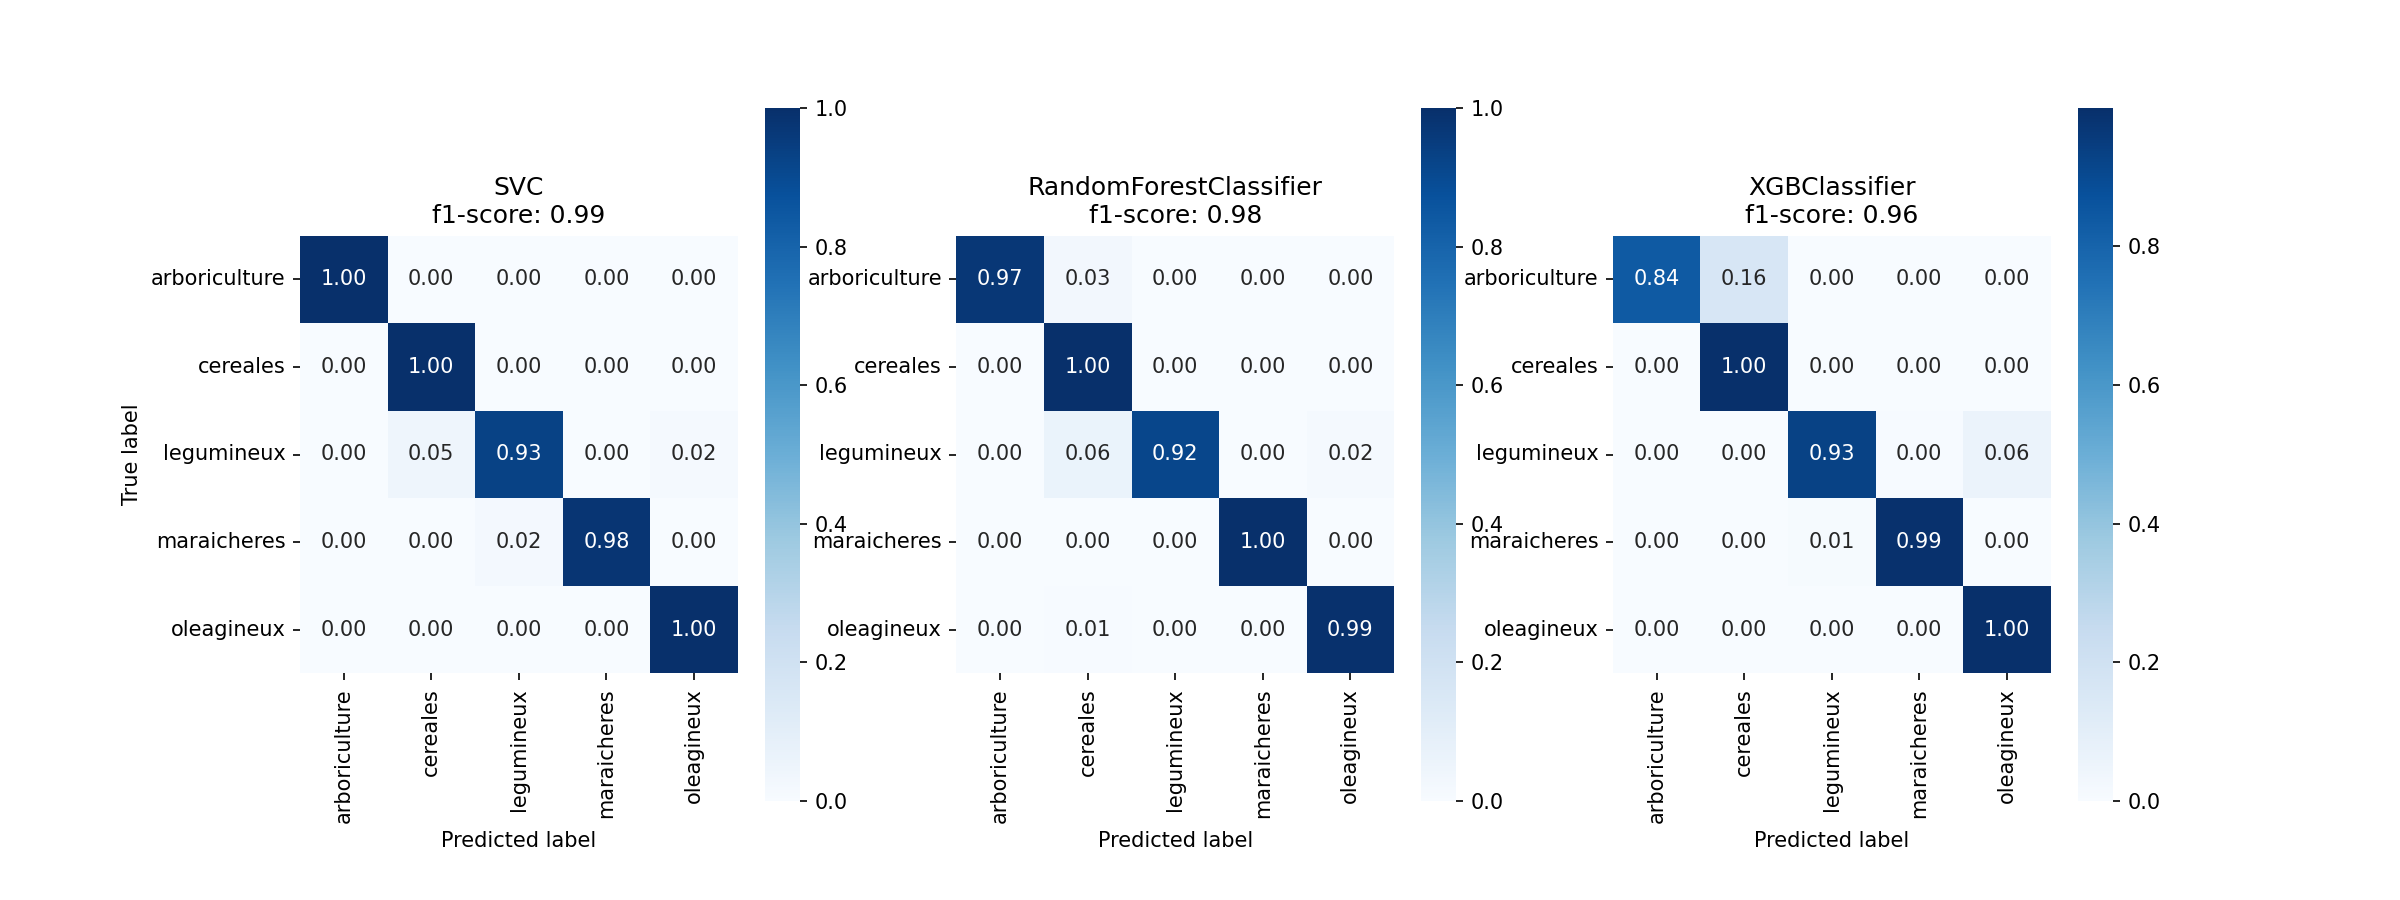 SVC
f1-score: 0.99
True label
arboriculture 1.00 0.00 0.00 0.00 0.00
cereales 0.00 1.00 0.00 0.00 0.00
legumineux 0.00 0.05 0.93 0.00 0.02
maraicheres 0.00 0.00 0.02 0.98 0.00
oleagineux 0.00 0.00 0.00 0.00 1.00
arboriculture cereales legumineux maraicheres oleagineux
Predicted label
1.0
0.8
0.6
0.4
0.2
0.0
RandomForestClassifier
f1-score: 0.98
arboriculture 0.97 0.03 0.00 0.00 0.00
cereales 0.00 1.00 0.00 0.00 0.00
legumineux 0.00 0.06 0.92 0.00 0.02
maraicheres 0.00 0.00 0.00 1.00 0.00
oleagineux 0.00 0.01 0.00 0.00 0.99
arboriculture cereales legumineux maraicheres oleagineux
Predicted label
1.0
0.8
0.6
0.4
0.2
0.0
XGBClassifier
f1-score: 0.96
arboriculture 0.84 0.16 0.00 0.00 0.00
cereales 0.00 1.00 0.00 0.00 0.00
legumineux 0.00 0.00 0.93 0.00 0.06
maraicheres 0.00 0.00 0.01 0.99 0.00
oleagineux 0.00 0.00 0.00 0.00 1.00
arboriculture cereales legumineux maraicheres oleagineux
Predicted label
0.8
0.6
0.4
0.2
0.0